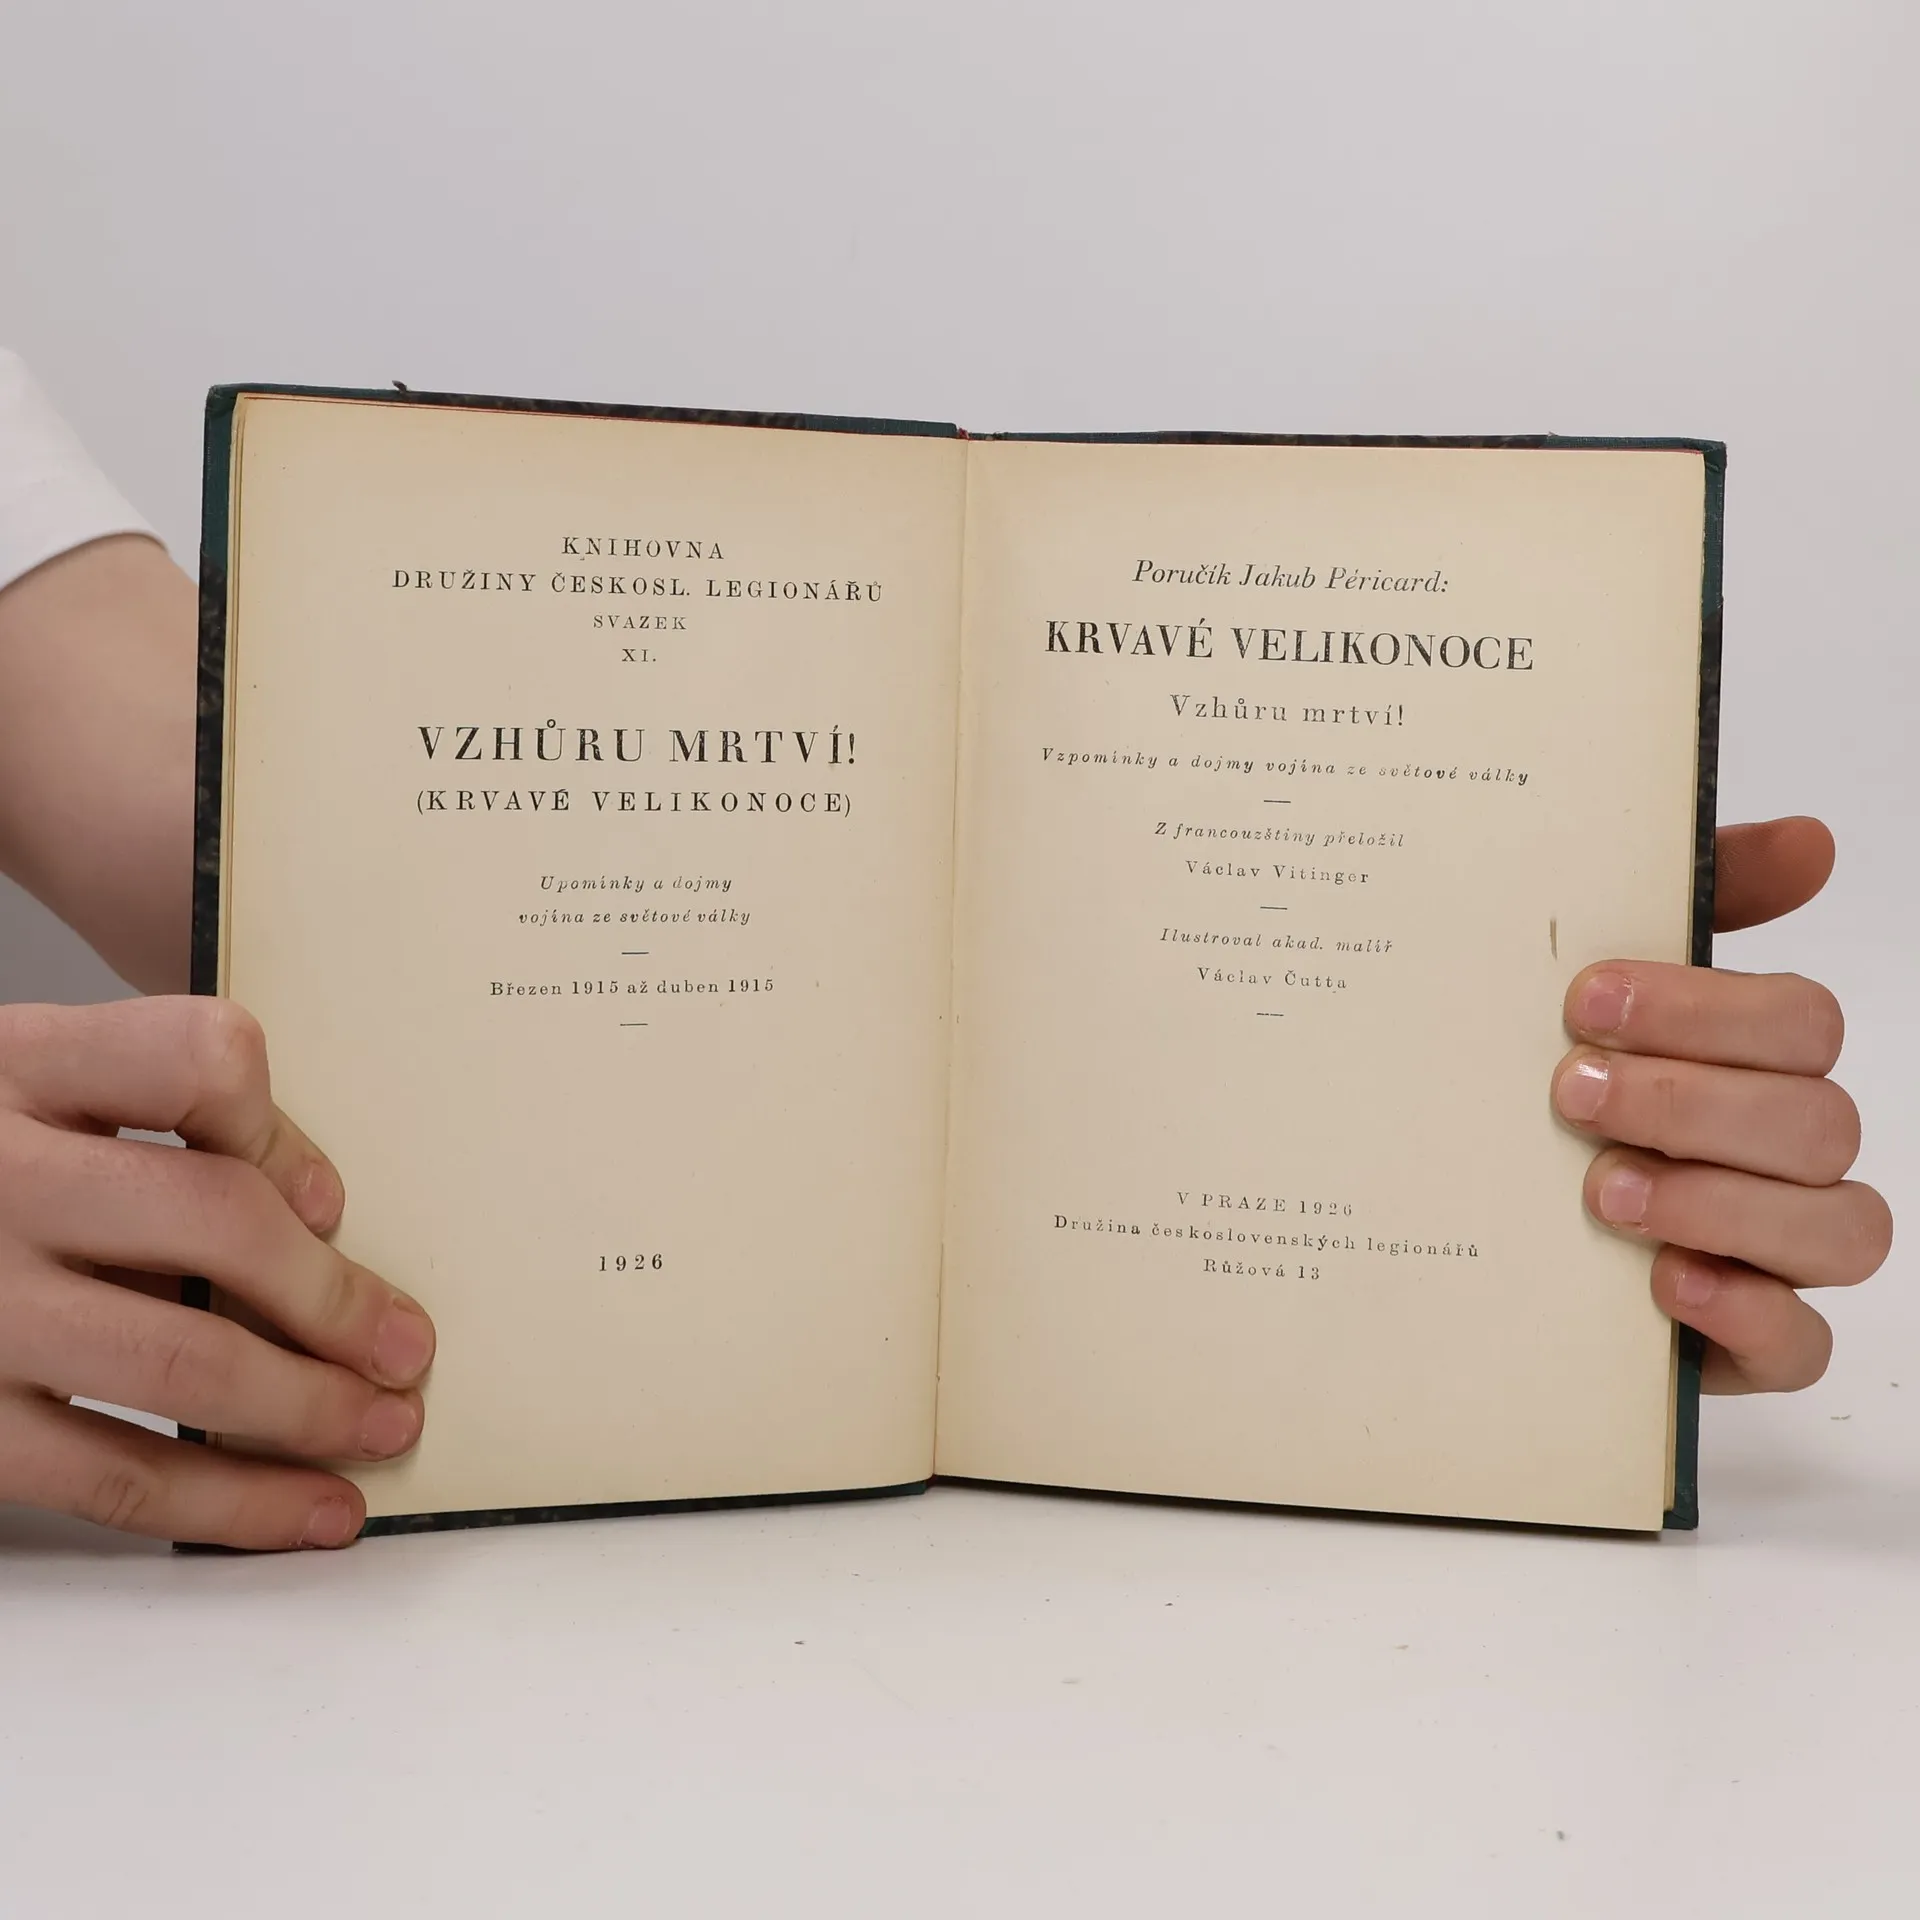 KNIHOVNA
DRUŽINY ČESKOSL. LEGIONÁŘŮ
SVAZEK
XI.
VZHŮRU MRTVÍ!
(KRVAVÉ VELIKONOCE)
Upomínky a dojmy
vojína ze světové války
Březen 1915 až duben 1915
1926
Poručík Jakub Péricard:
KRVAVÉ VELIKONOCE
Vzhůru mrtví!
Vzpomínky a dojmy vojína ze světové války
Z francouzštiny přeložil
Václav Vitinger
Ilustroval akad. malíř
Václav Čutta
V PRAZE 1926
Družina československých legionářů
Růžová 13